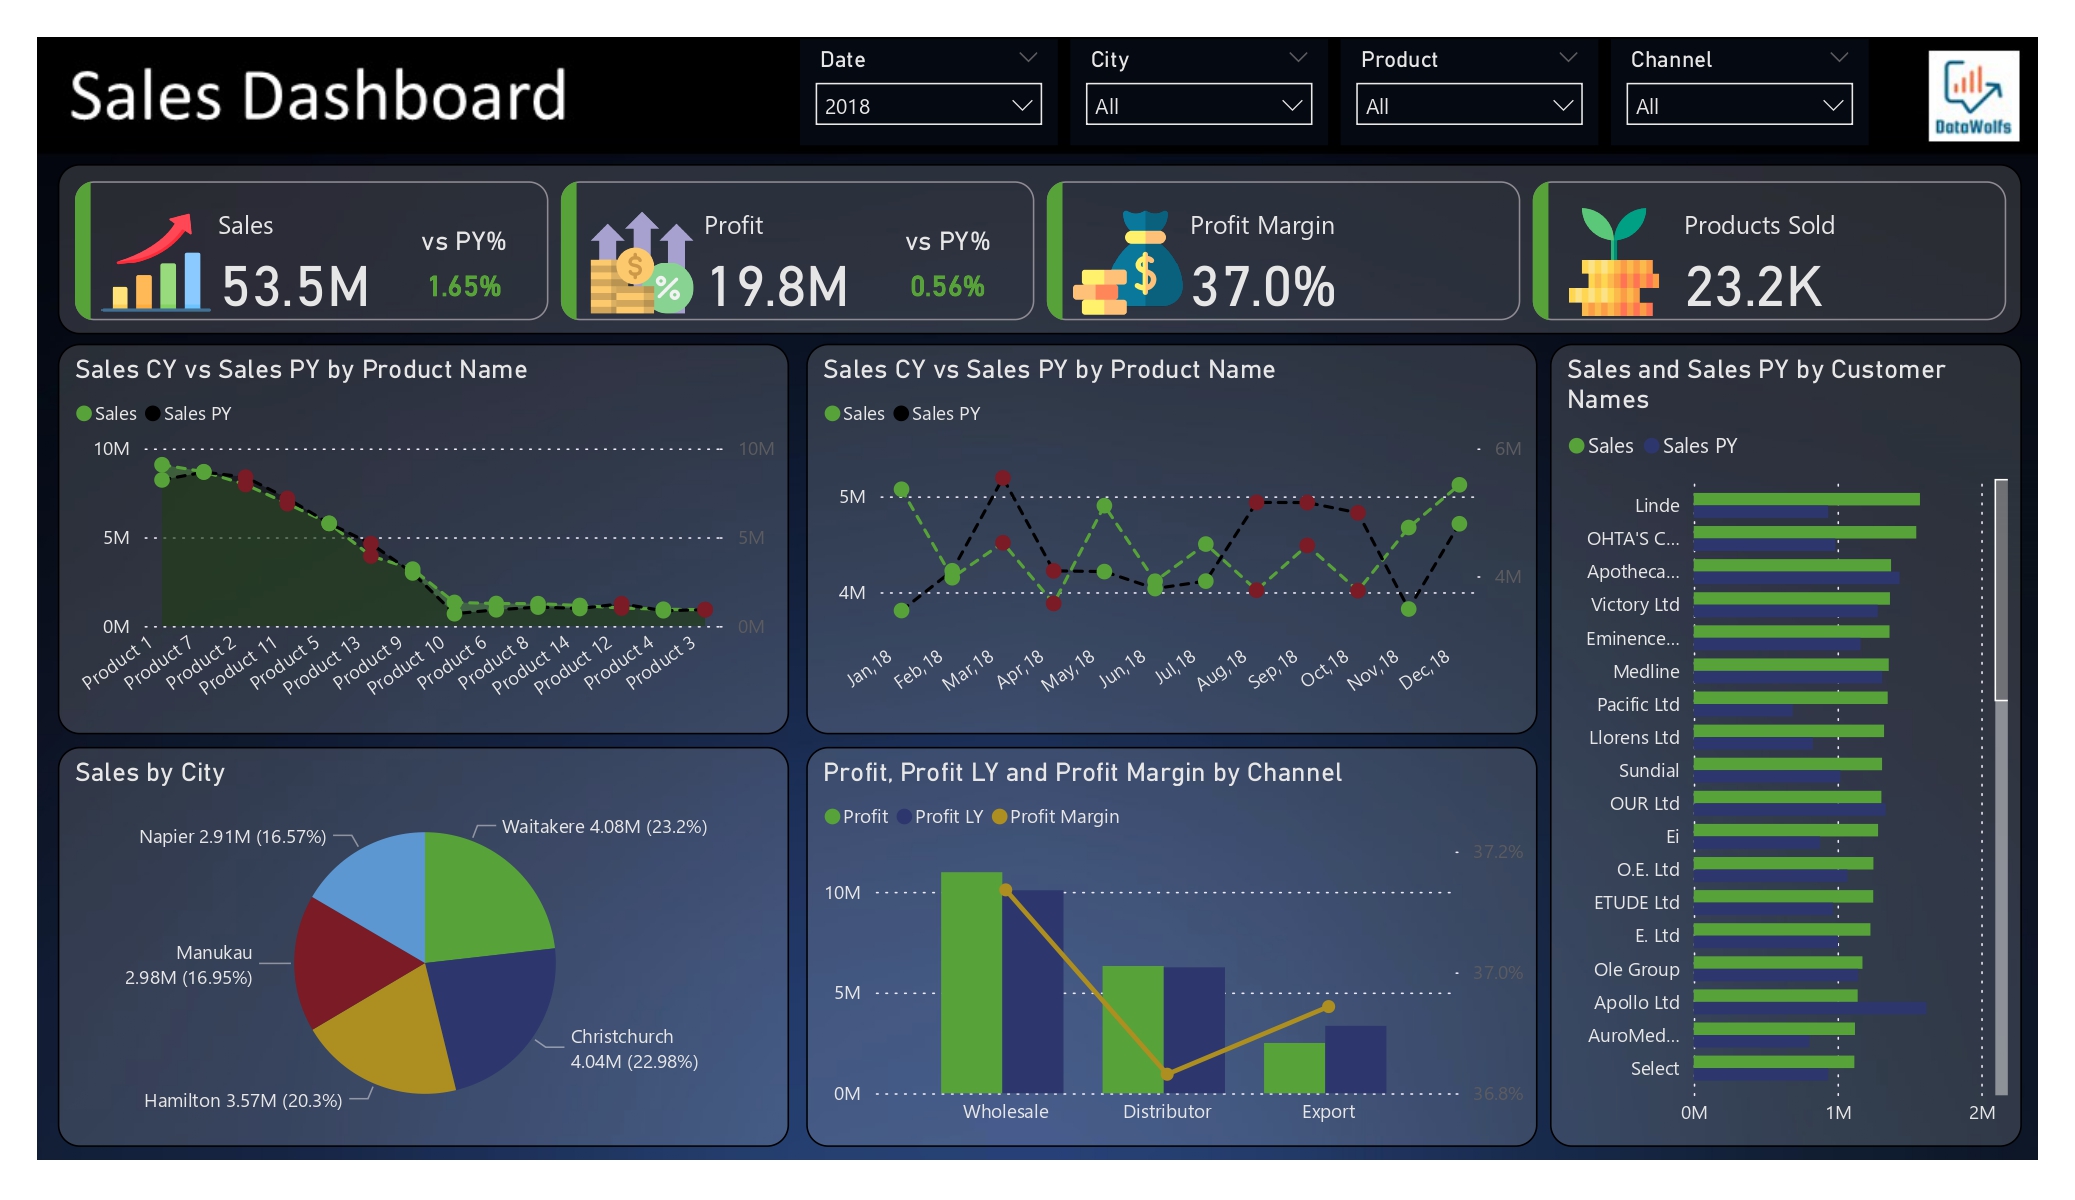 Sales Dashboard
Date
2018
City
All
Product
All
Channel
All
DataWolfs
Sales
53.5M
vs PY%
1.65%
Profit
19.8M
vs PY%
0.56%
Profit Margin
37.0%
Products Sold
23.2K
Sales CY vs Sales PY by Product Name
Sales Sales PY
10M
5M
0M
10M
5M
0M
Product 1
Product 7
Product 2
Product 11
Product 5
Product 13
Product 9
Product 10
Product 6
Product 8
Product 14
Product 12
Product 4
Product 3
Sales CY vs Sales PY by Product Name
Sales Sales PY
5M
4M
6M
4M
Jan,18
Feb,18
Mar,18
Apr,18
May,18
Jun,18
Jul,18
Aug,18
Sep,18
Oct,18
Nov,18
Dec,18
Sales and Sales PY by Customer
Names
Sales Sales PY
Linde
OHTA'S C...
Apotheca...
Victory Ltd
Eminence...
Medline
Pacific Ltd
Llorens Ltd
Sundial
OUR Ltd
Ei
O.E. Ltd
ETUDE Ltd
E. Ltd
Ole Group
Apollo Ltd
AuroMed...
Select
0M 1M 2M
Sales by City
Napier 2.91M (16.57%)
Waitakere 4.08M (23.2%)
Manukau
2.98M (16.95%)
Christchurch
4.04M (22.98%)
Hamilton 3.57M (20.3%)
Profit, Profit LY and Profit Margin by Channel
Profit Profit LY Profit Margin
10M
5M
0M
37.2%
37.0%
36.8%
Wholesale
Distributor
Export